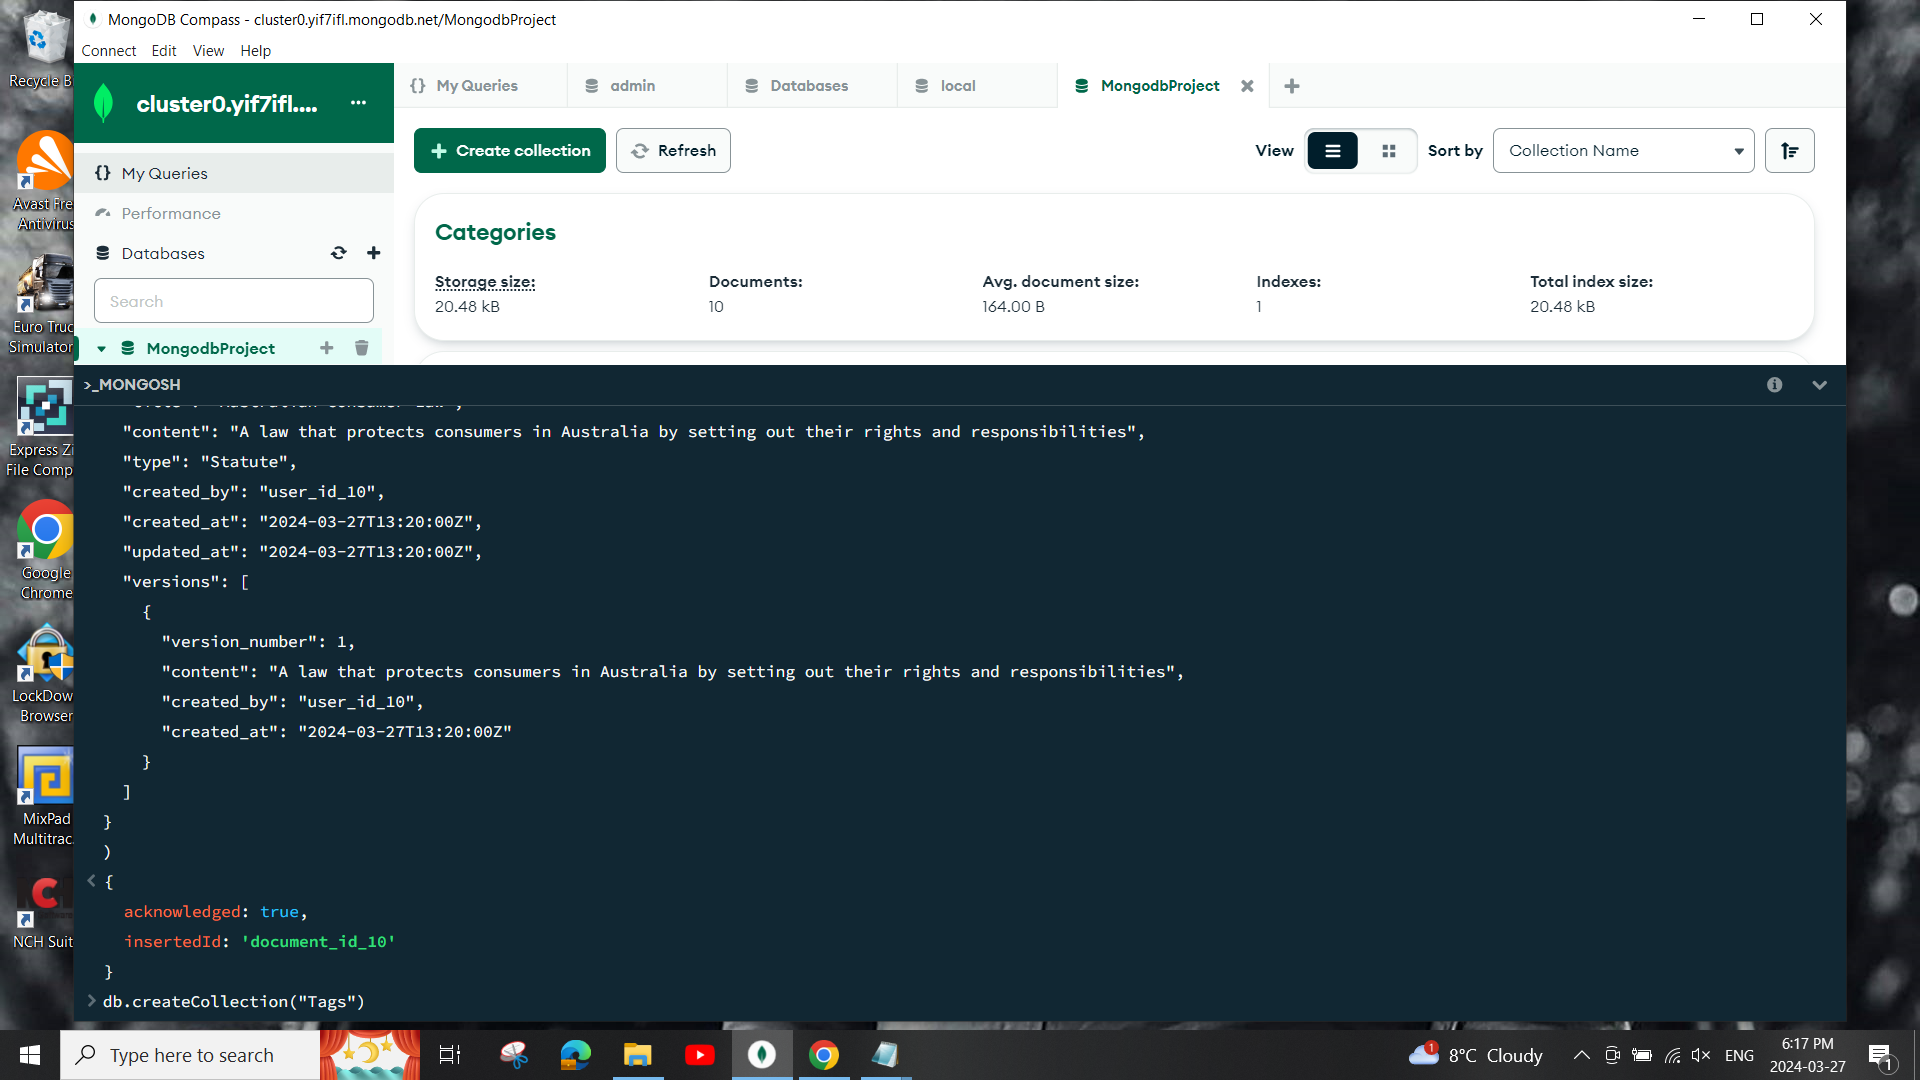 MongoDB Compass - cluster0.yif7ifl.mongodb.net/MongodbProject
Connect Edit View Help
cluster0.yif7ifl....
My Queries
Performance
Databases
Search
MongodbProject
My Queries
admin
Databases
local
MongodbProject
Create collection
Refresh
View
Sort by
Collection Name
Categories
Storage size:
20.48 kB
Documents:
10
Avg. document size:
164.00 B
Indexes:
1
Total index size:
20.48 kB
>_MONGOSH
"content": "A law that protects consumers in Australia by setting out their rights and responsibilities",
"type": "Statute",
"created_by": "user_id_10",
"created_at": "2024-03-27T13:20:00Z",
"updated_at": "2024-03-27T13:20:00Z",
"versions": [
{
"version_number": 1,
"content": "A law that protects consumers in Australia by setting out their rights and responsibilities",
"created_by": "user_id_10",
"created_at": "2024-03-27T13:20:00Z"
}
]
}
)
< {
acknowledged: true,
insertedId: 'document_id_10'
}
> db.createCollection("Tags")
Recycle B
Avast Fre
Antivirus
Euro Truc
Simulator
Express Zi
File Comp
Google
Chrome
LockDow
Browser
MixPad
Multitrac.
NCH Suit
Type here to search
1
8°C Cloudy
ENG
6:17 PM
2024-03-27
1